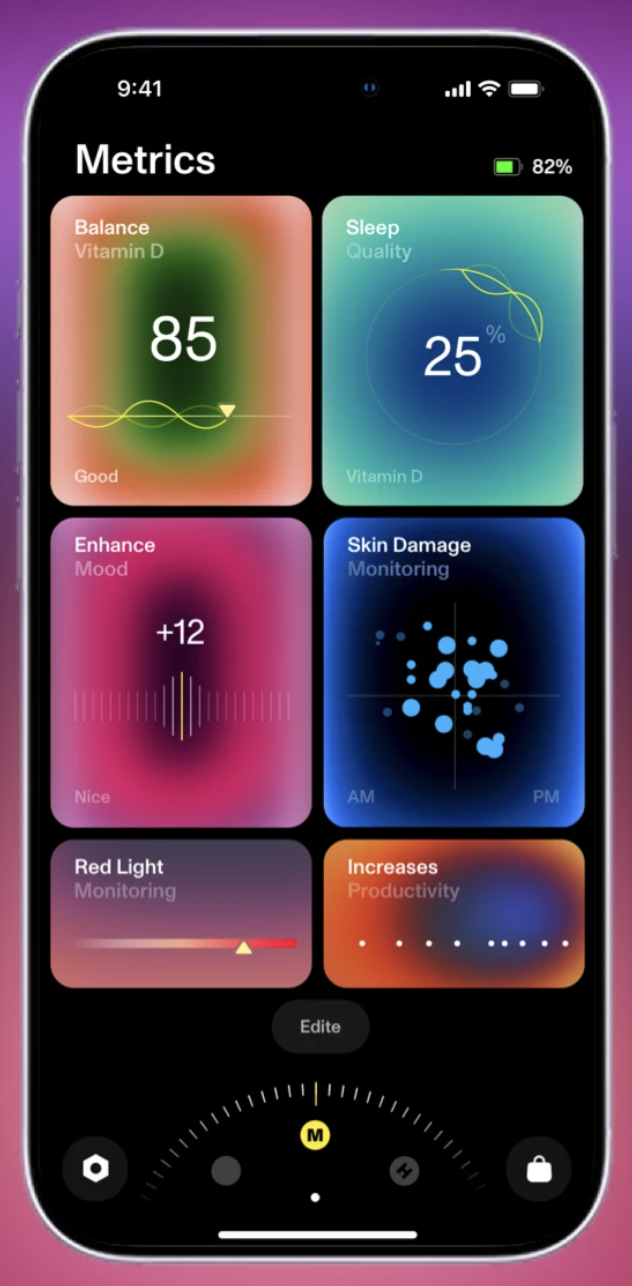 9:41
Metrics
82%
Balance
Vitamin D
85
Good
Sleep
Quality
25%
Vitamin D
Enhance
Mood
+12
Nice
Skin Damage
Monitoring
AM
PM
Red Light
Monitoring
Increases
Productivity
Edite
M
H